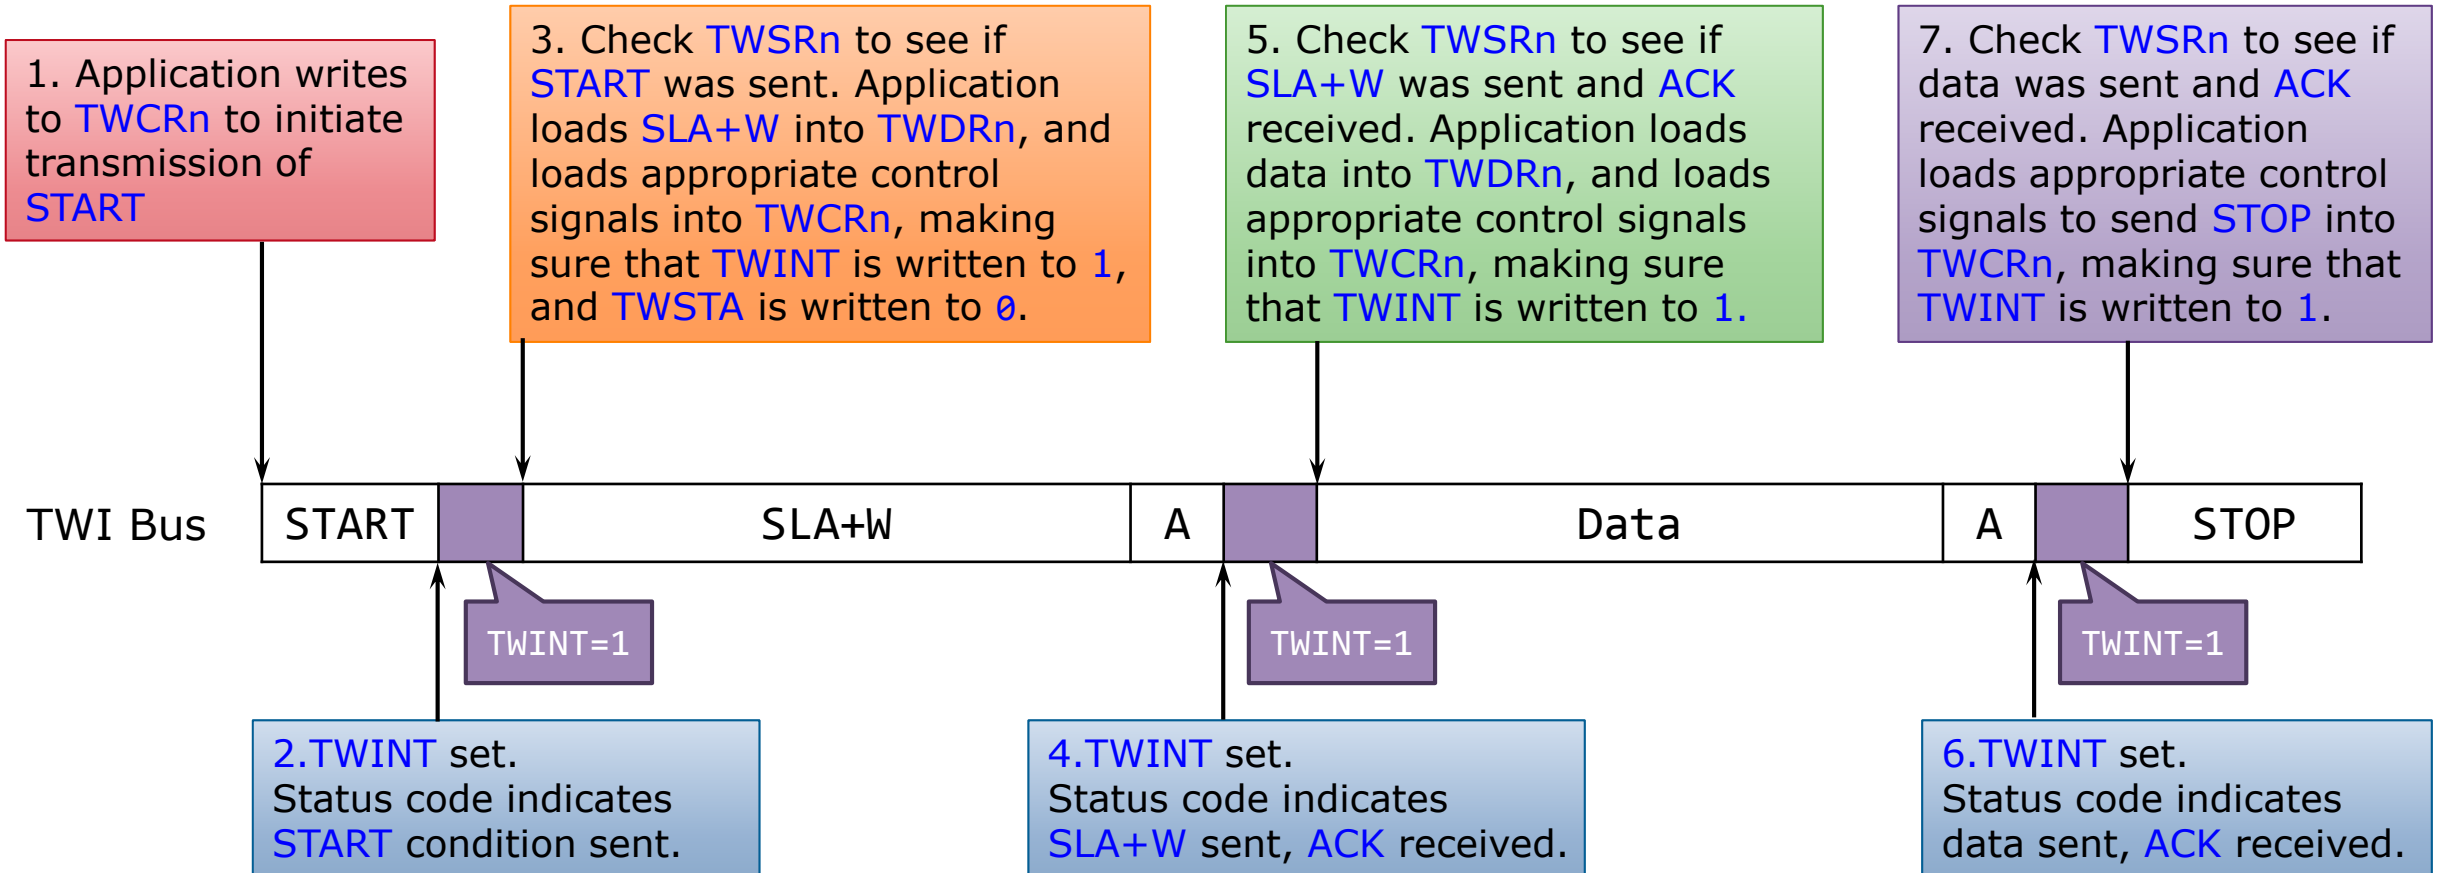 1. Application writes
to TWCRn to initiate
transmission of
START
3. Check TWSRn to see if
START was sent. Application
loads SLA+W into TWDRn, and
loads appropriate control
signals into TWCRn, making
sure that TWINT is written to 1,
and TWSTA is written to 0.
5. Check TWSRn to see if
SLA+W was sent and ACK
received. Application loads
data into TWDRn, and loads
appropriate control signals
into TWCRn, making sure
that TWINT is written to 1.
7. Check TWSRn to see if
data was sent and ACK
received. Application
loads appropriate control
signals to send STOP into
TWCRn, making sure that
TWINT is written to 1.
TWI Bus START SLA+W A Data A STOP
TWINT=1 TWINT=1 TWINT=1
2.TWINT set.
Status code indicates
START condition sent.
4.TWINT set.
Status code indicates
SLA+W sent, ACK received.
6.TWINT set.
Status code indicates
data sent, ACK received.